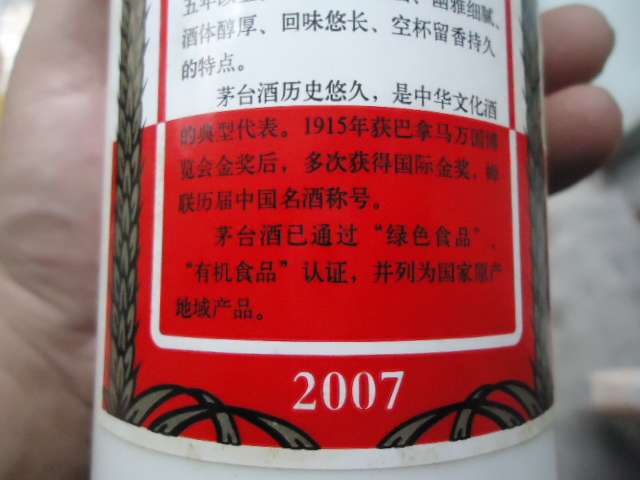 幽雅细腻、
酒体醇厚、回味悠长、空杯留香持久
的特点。
茅台酒历史悠久，是中华文化酒
的典型代表。1915年获巴拿马万国博
览会金奖后，多次获得国际金奖，蝉
联历届中国名酒称号。
茅台酒已通过“绿色食品”、
“有机食品”认证，并列为国家原产
地域产品。
2007